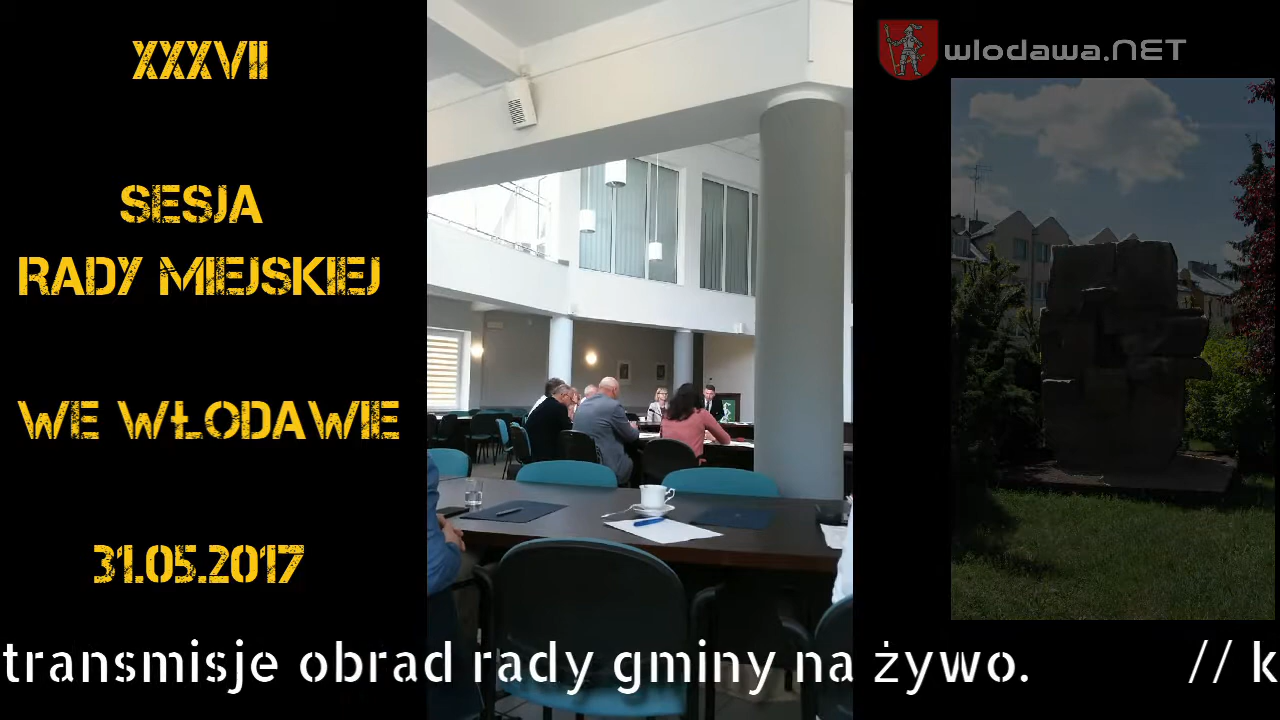 XXXVII
SESJA
RADY MIEJSKIEJ
WE WŁODAWIE
31.05.2017
wlodawa.NET
transmisje obrad rady gminy na żywo. // k